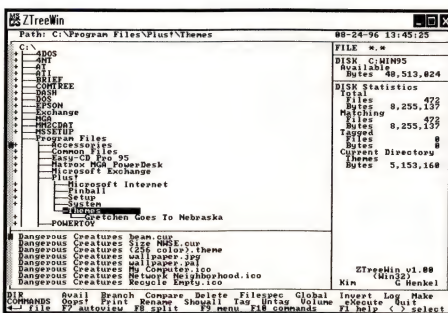 ZTreeWin
Path: C:\Program Files\Plus!\Themes
08-24-96 13:45:25
C:\
4DOS
4NT
AT
ATI
BRIEF
COMTREE
DASH
DOS
EPSON
Exchange
MGA
MM2CDAT
MSSETUP
Program Files
Accessories
Common Files
Easy-CD Pro 95
Matrox MGA PowerDesk
Microsoft Exchange
Plus!
Microsoft Internet
Pinball
Setup
System
Themes
Gretchen Goes To Nebraska
POWERTOY
FILE *.*
DISK C:WIN95
Available
Bytes 48,513,024
DISK Statistics
Total
Files 472
Bytes 8,255,137
Matching
Files 472
Bytes 8,255,137
Tagged
Files 0
Bytes 0
Current Directory
Themes
Bytes 5,153,160
Dangerous Creatures beam.cur
Dangerous Creatures Size NWSE.cur
Dangerous Creatures (256 color).theme
Dangerous Creatures wallpaper.jpg
Dangerous Creatures wallpaper.pal
Dangerous Creatures My Computer.ico
Dangerous Creatures Network Neighborhood.ico
Dangerous Creatures Recycle Empty.ico
ZTreeWin v1.00
(Win32)
Kim G Henkel
DIR Avail Branch Compare Delete Filespec Global Invert Log Make
COMMANDS Oops! Print Rename Showall Tag Untag Volume eXecute Quit
file F7 autoview F8 split F9 menu F10 commands F1 help < > select